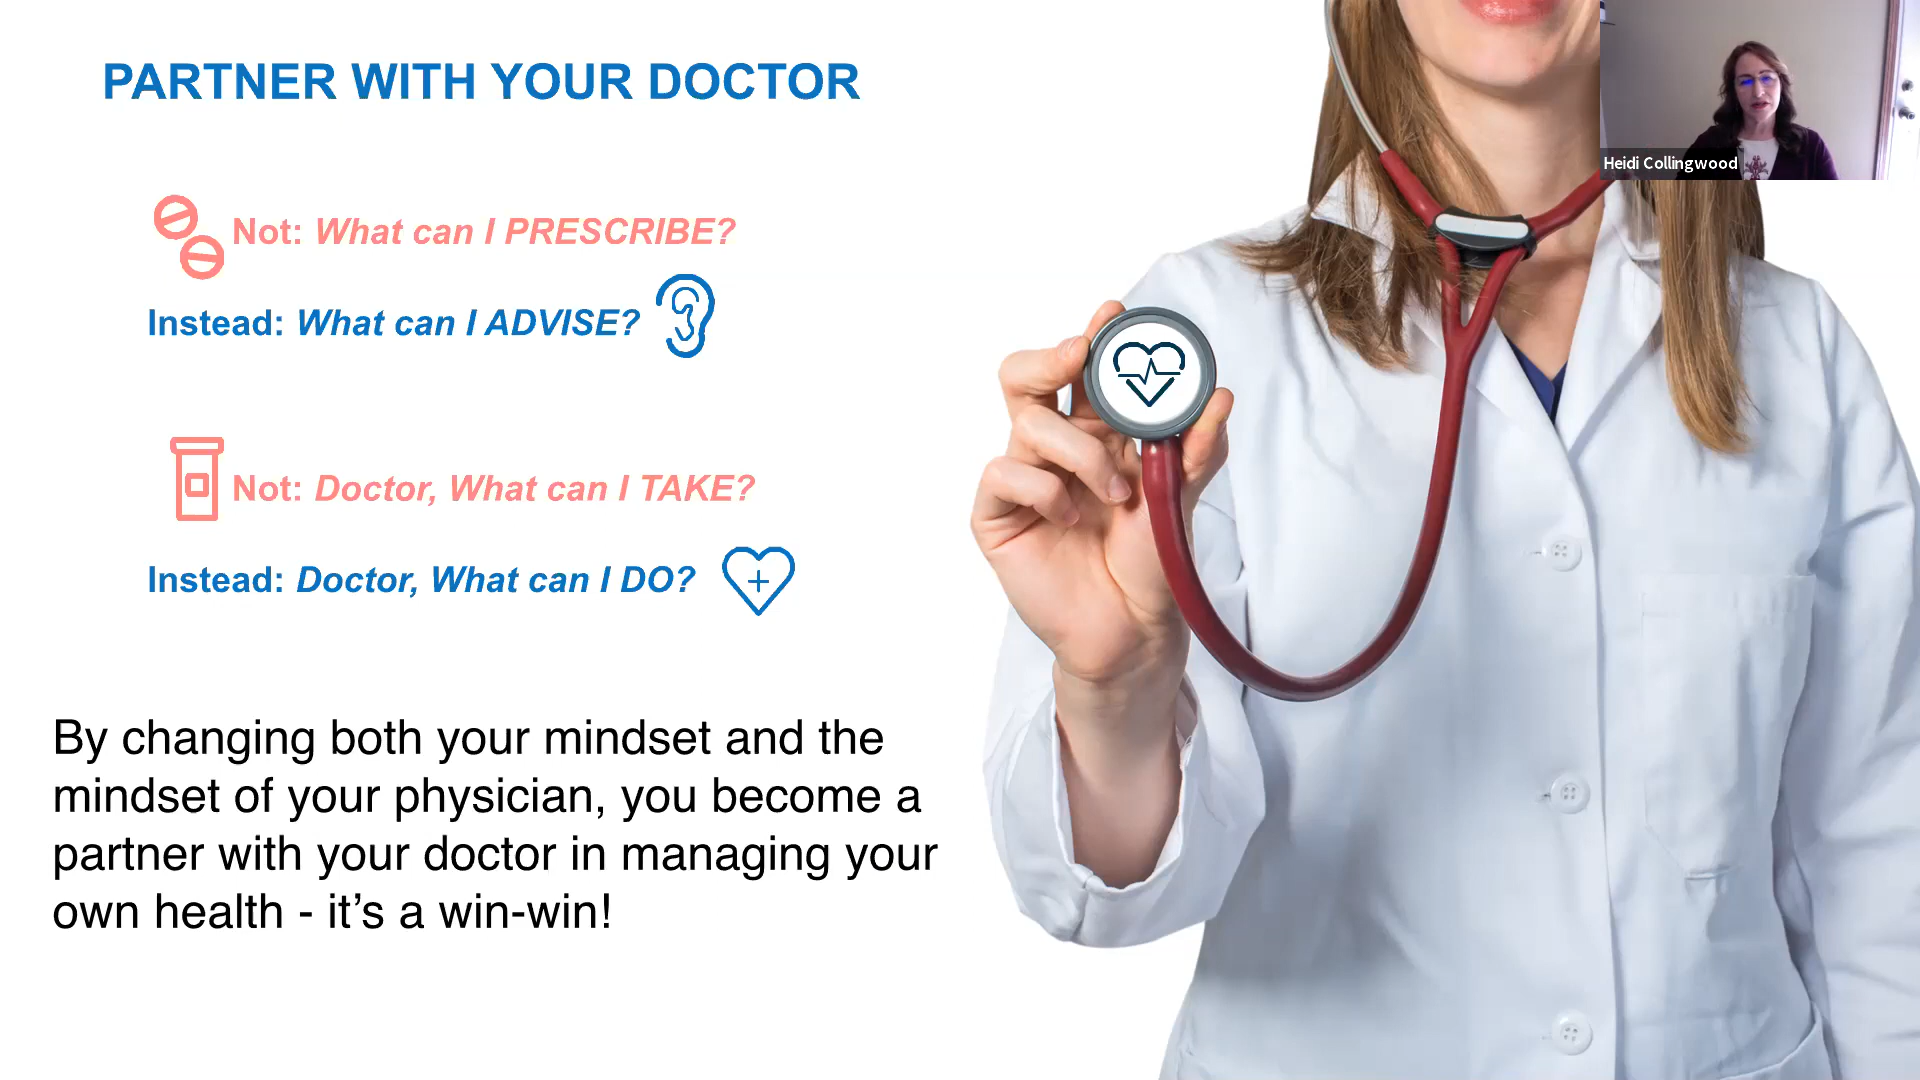 PARTNER WITH YOUR DOCTOR
Heidi Collingwood
Not: What can I PRESCRIBE?
Instead: What can I ADVISE?
Not: Doctor, What can I TAKE?
Instead: Doctor, What can I DO?
By changing both your mindset and the
mindset of your physician, you become a
partner with your doctor in managing your
own health - it’s a win-win!